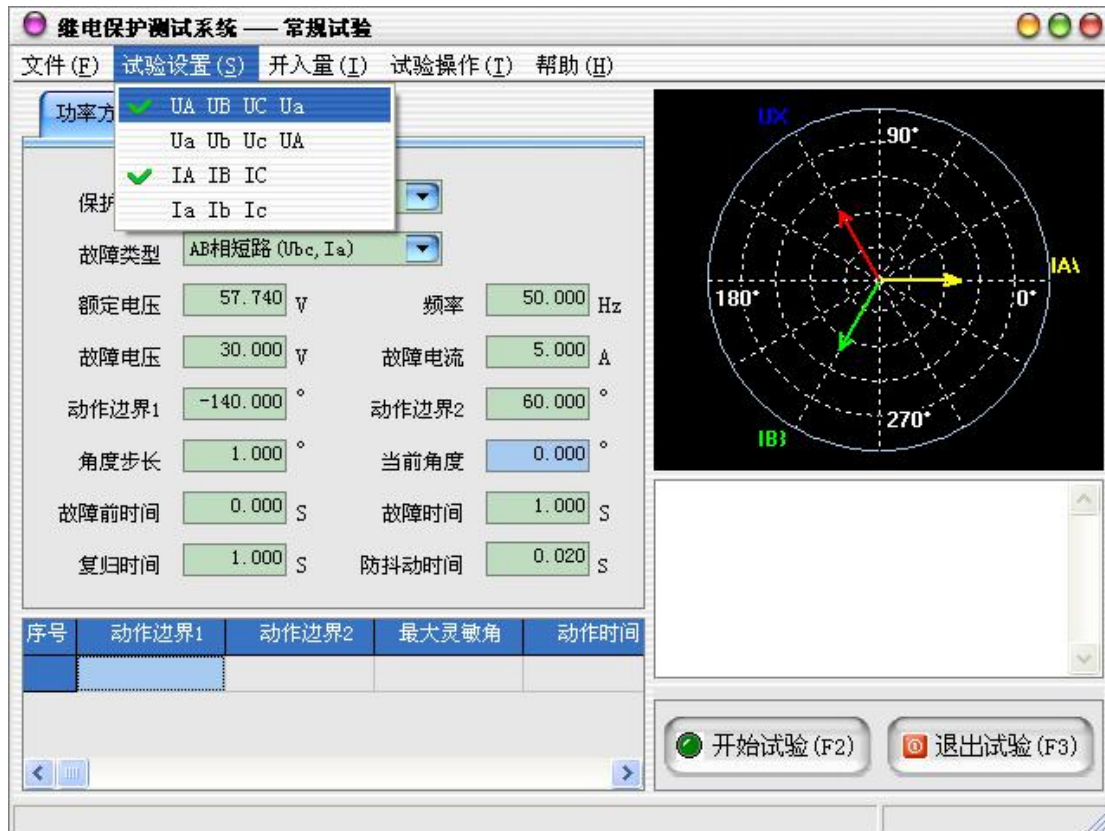 继电保护测试系统 —— 常规试验
文件(F) 试验设置(S) 开入量(I) 试验操作(T) 帮助(H)
功率方
UA UB UC Ua
Ua Ub Uc UA
IA IB IC
Ia Ib Ic
保护
故障类型 AB相短路(Ubc,Ia)
额定电压 57.740 V 频率 50.000 Hz
故障电压 30.000 V 故障电流 5.000 A
动作边界1 -140.000 ° 动作边界2 60.000 °
角度步长 1.000 ° 当前角度 0.000 °
故障前时间 0.000 S 故障时间 1.000 S
复归时间 1.000 S 防抖动时间 0.020 S
序号 动作边界1 动作边界2 最大灵敏角 动作时间
90°
180°
0°
270°
开始试验(F2) 退出试验(F3)